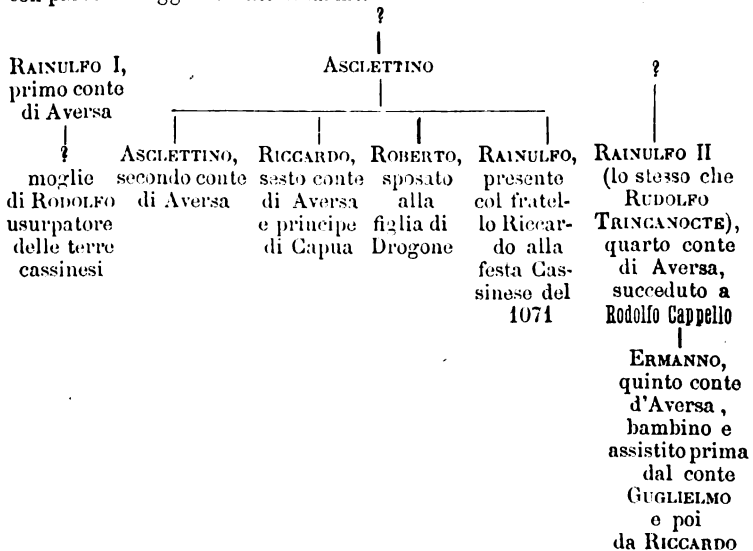 ?
RAINULFO I,
primo conte
di Aversa
?
moglie
di RODOLFO
usurpatore
delle terre
cassinesi
ASCLETTINO
ASCLETTINO,
secondo conte
di Aversa
RICCARDO,
sesto conte
di Aversa
e principe
di Capua
ROBERTO,
sposato
alla
figlia di
Drogone
RAINULFO,
presente
col fratel-
lo Riccar-
do alla
festa Cas-
sinese del
1071
?
RAINULFO II
(lo stesso che
RUDOLFO
TRINCANOCTE),
quarto conte
di Aversa,
succeduto a
Rodolfo Cappello
ERMANNO,
quinto conte
d'Aversa,
bambino e
assistito prima
dal conte
GUGLIELMO
e poi
da RICCARDO